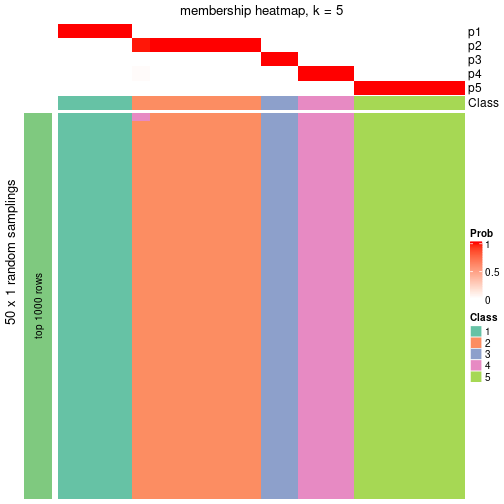 membership heatmap, k = 5
p1
p2
p3
p4
p5
Class
50 x 1 random samplings
top 1000 rows
Prob
1
0.5
0
Class
1
2
3
4
5